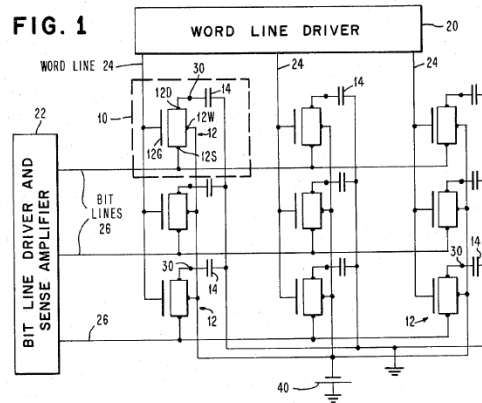 FIG. 1
WORD LINE DRIVER
20
WORD LINE 24
24
24
30
14
14
12D
12W
10
12
12G
12S
22
BIT LINE DRIVER AND
SENSE AMPLIFIER
BIT
LINES
26
30
14
30
14
12
12
26
40